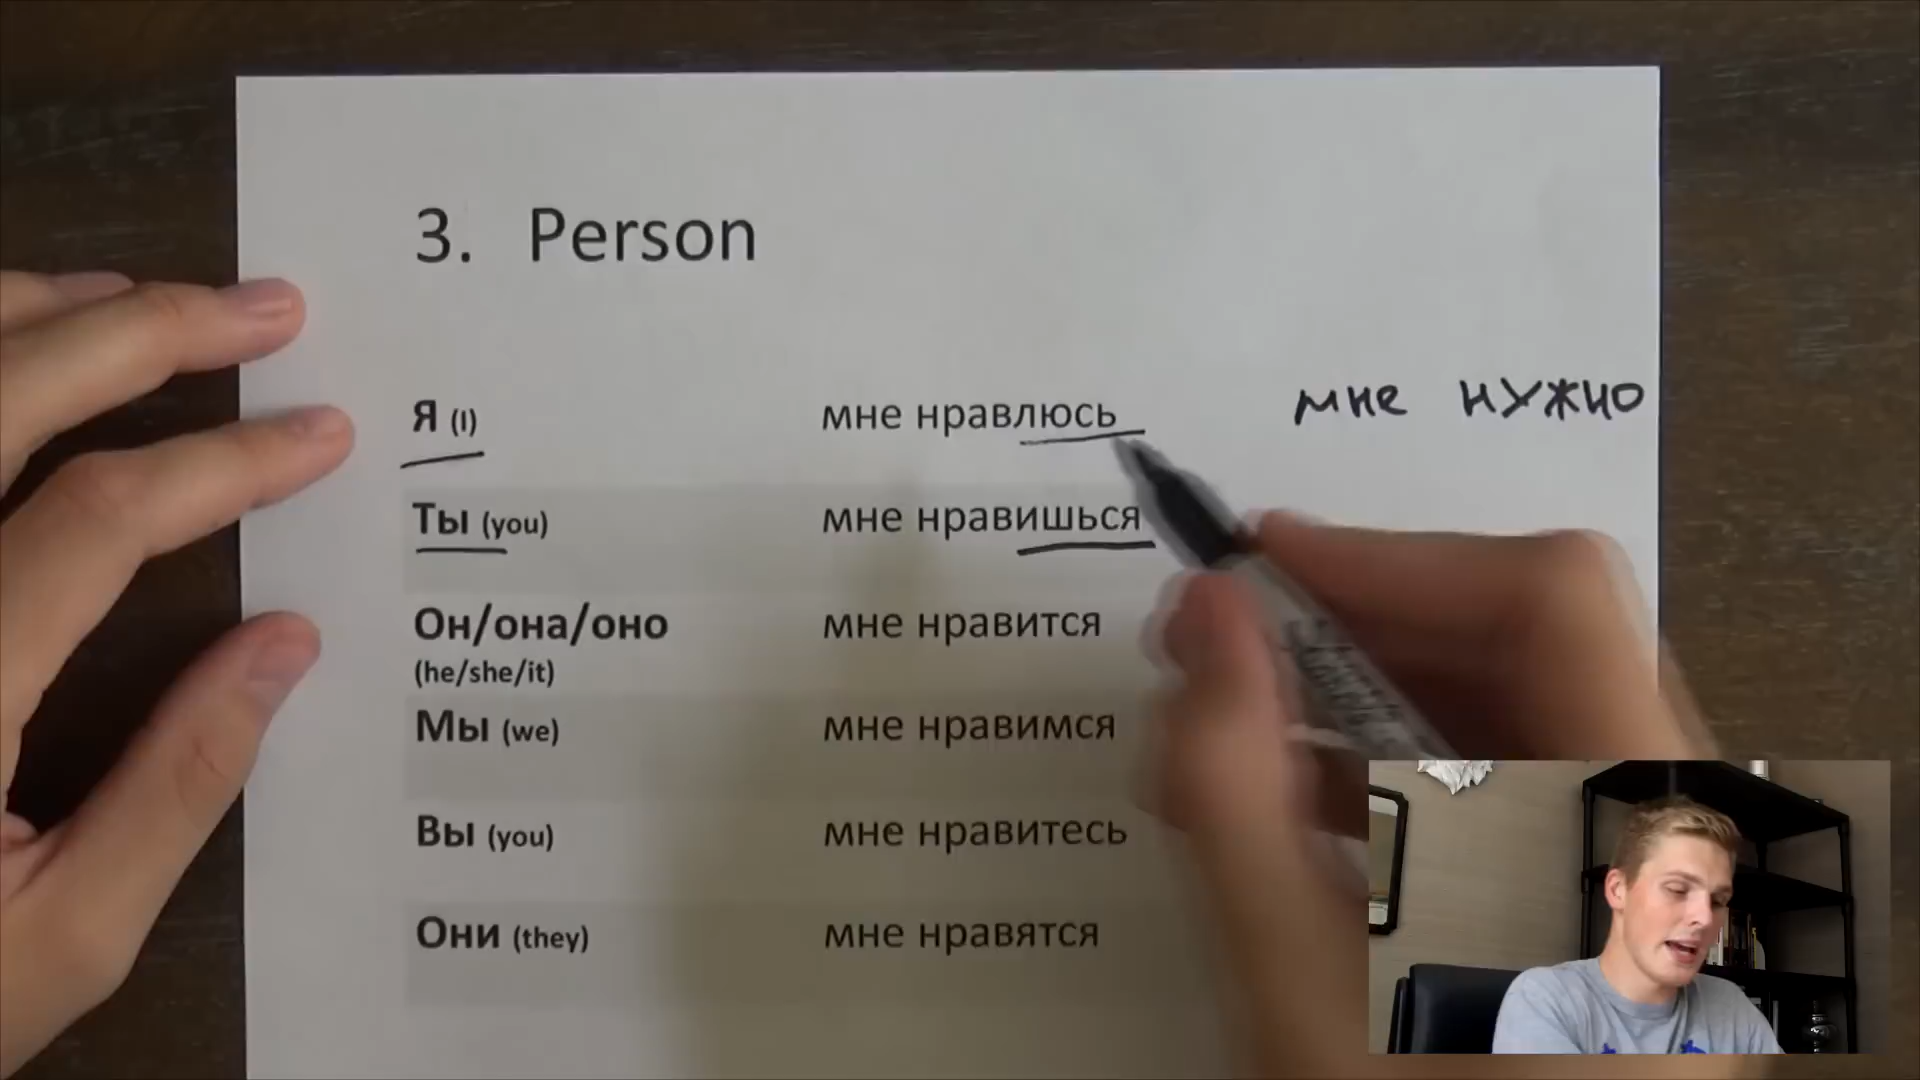 3. Person
Я (I) мне нравлюсь мне нужно
Ты (you) мне нравишься
Он/она/оно мне нравится
(he/she/it)
Мы (we) мне нравимся
Вы (you) мне нравитесь
Они (they) мне нравятся